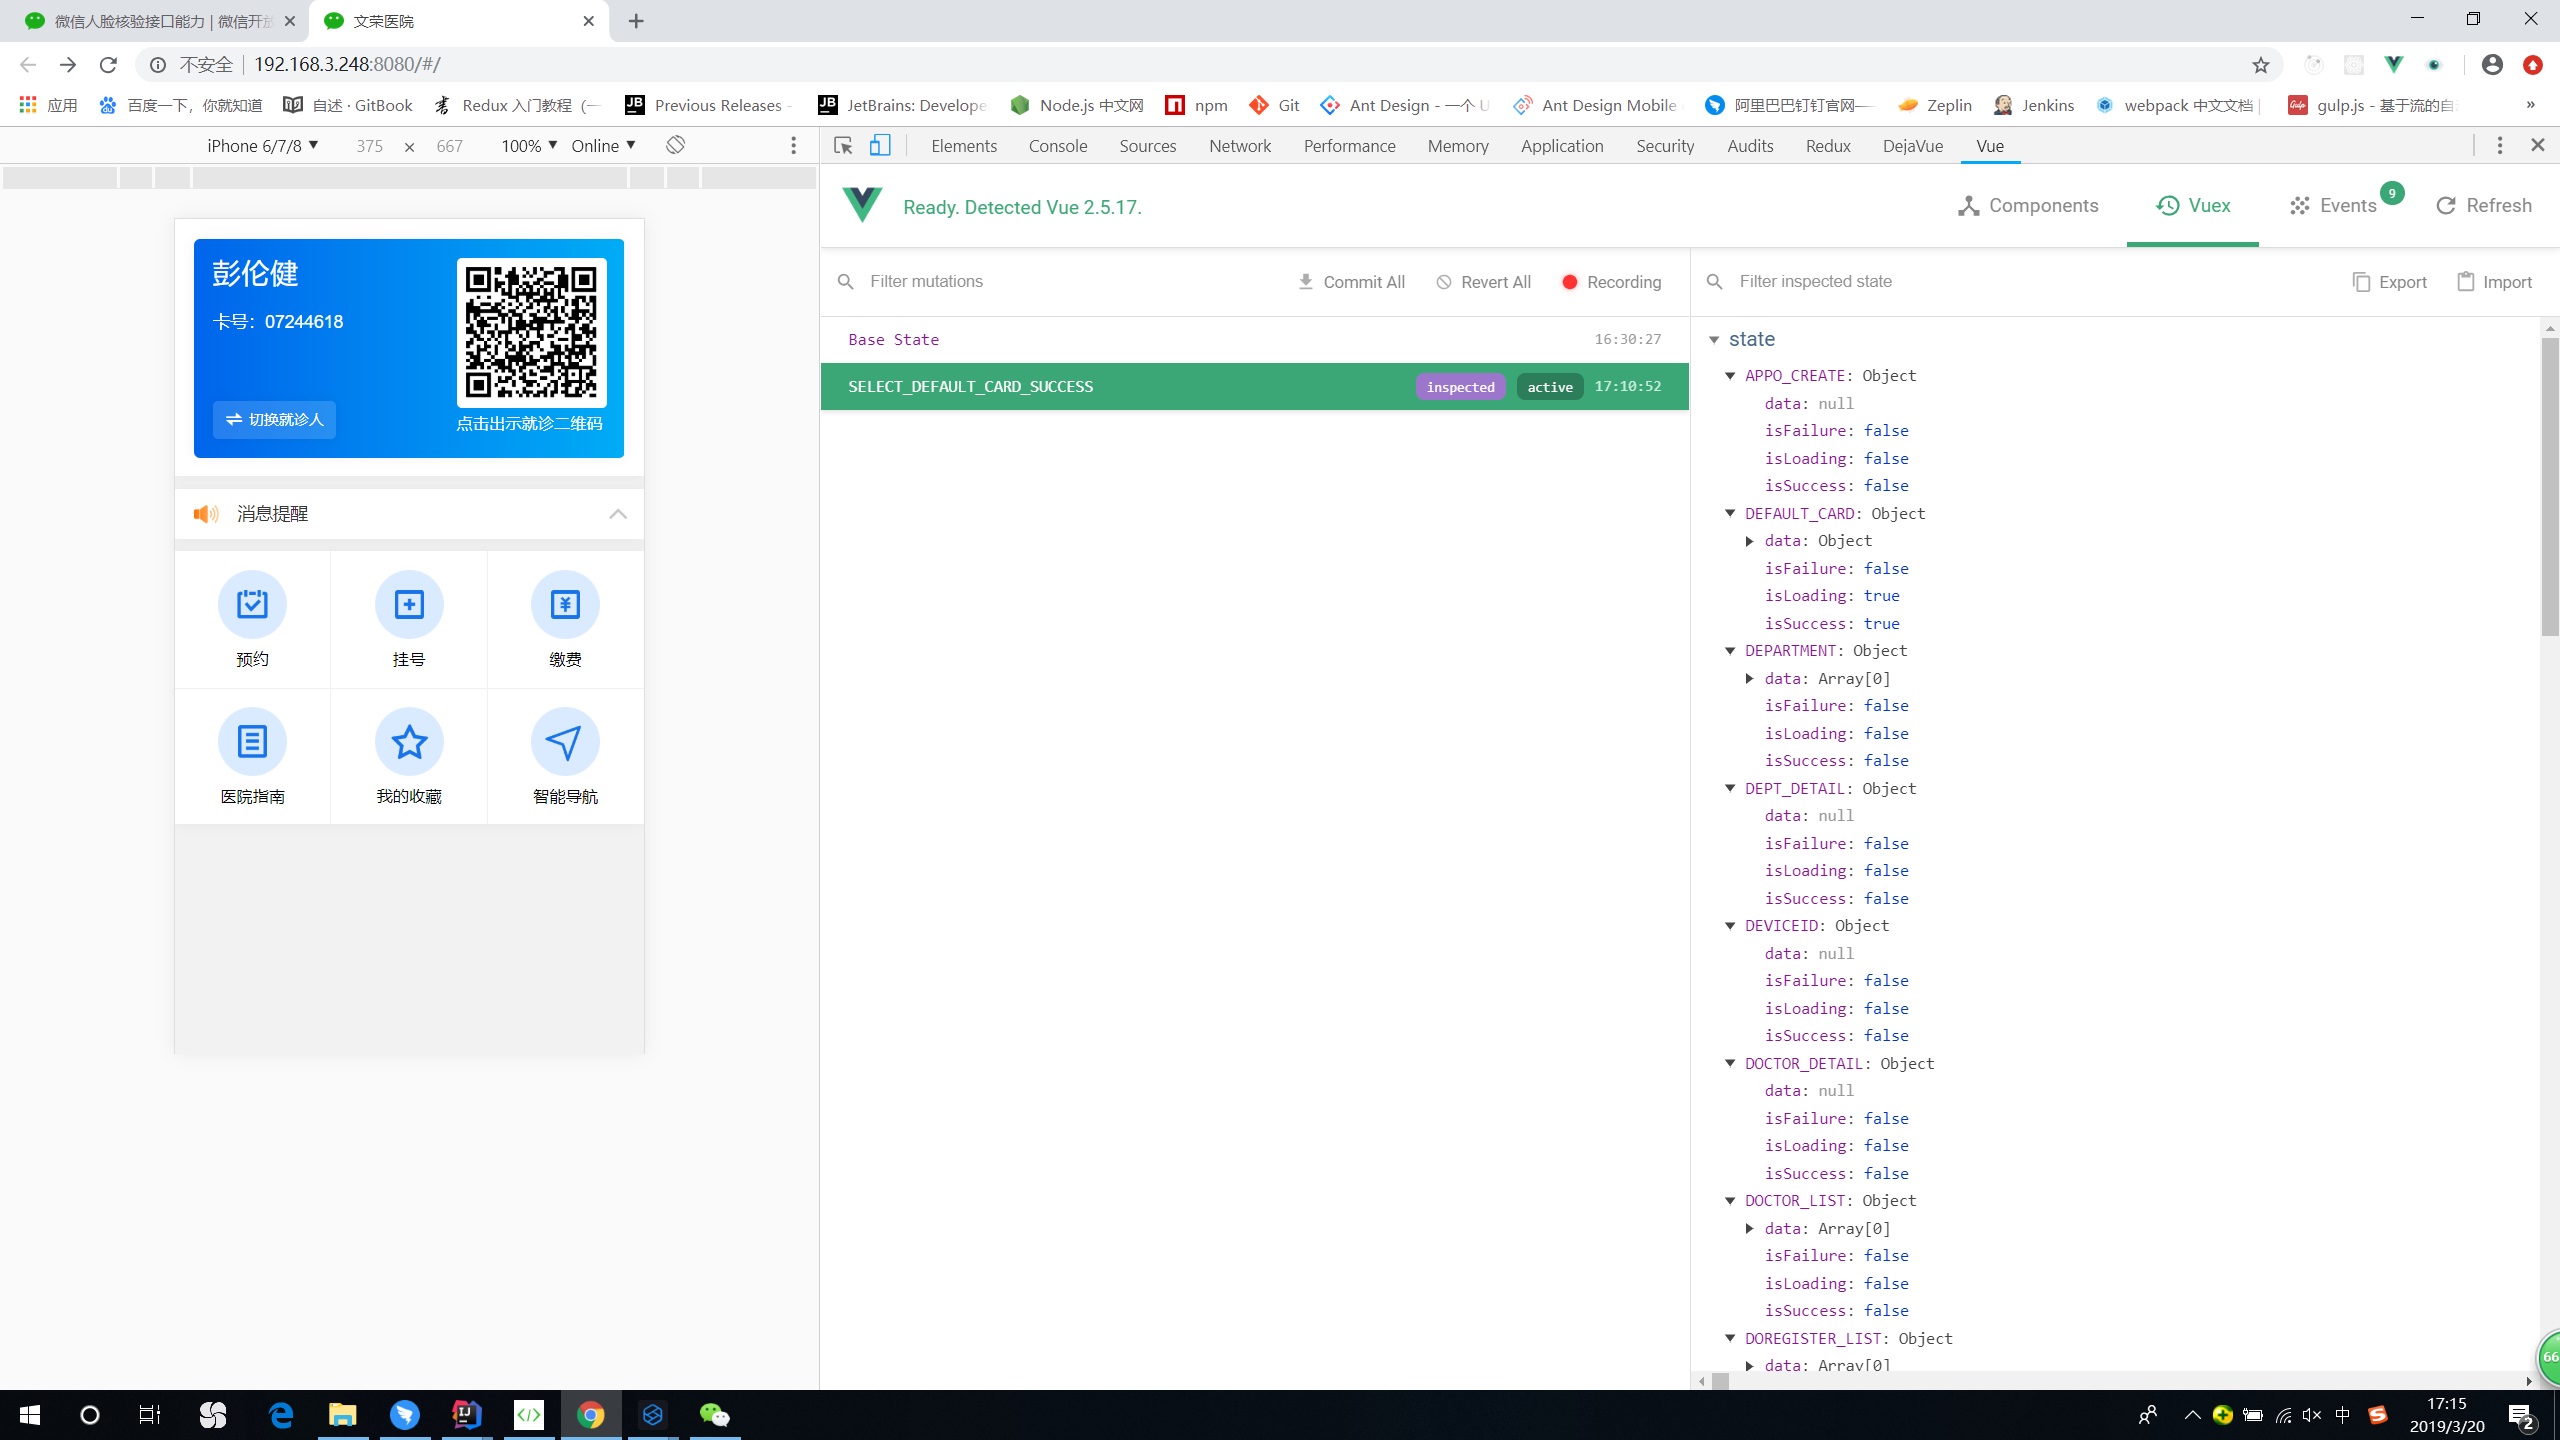 微信人脸核验接口能力 | 微信开放
文荣医院
不安全 192.168.3.248:8080/#/
应用 百度一下，你就知道 自述 · GitBook Redux 入门教程（一 Previous Releases - JetBrains: Develope Node.js 中文网 npm Git Ant Design - 一个 U Ant Design Mobile 阿里巴巴钉钉官网— Zeplin Jenkins webpack 中文文档 | gulp.js - 基于流的自 »
iPhone 6/7/8 375 × 667 100% Online
Elements Console Sources Network Performance Memory Application Security Audits Redux DejaVue Vue
Ready. Detected Vue 2.5.17.
Components Vuex Events 9 Refresh
Filter mutations Commit All Revert All Recording
Filter inspected state Export Import
彭伦健
卡号：07244618
切换就诊人
点击出示就诊二维码
消息提醒
预约 挂号 缴费
医院指南 我的收藏 智能导航
Base State 16:30:27
SELECT_DEFAULT_CARD_SUCCESS inspected active 17:10:52
state
APPO_CREATE: Object
data: null
isFailure: false
isLoading: false
isSuccess: false
DEFAULT_CARD: Object
data: Object
isFailure: false
isLoading: true
isSuccess: true
DEPARTMENT: Object
data: Array[0]
isFailure: false
isLoading: false
isSuccess: false
DEPT_DETAIL: Object
data: null
isFailure: false
isLoading: false
isSuccess: false
DEVICEID: Object
data: null
isFailure: false
isLoading: false
isSuccess: false
DOCTOR_DETAIL: Object
data: null
isFailure: false
isLoading: false
isSuccess: false
DOCTOR_LIST: Object
data: Array[0]
isFailure: false
isLoading: false
isSuccess: false
DOREGISTER_LIST: Object
data: Array[0]
66
中
17:15
2019/3/20
2